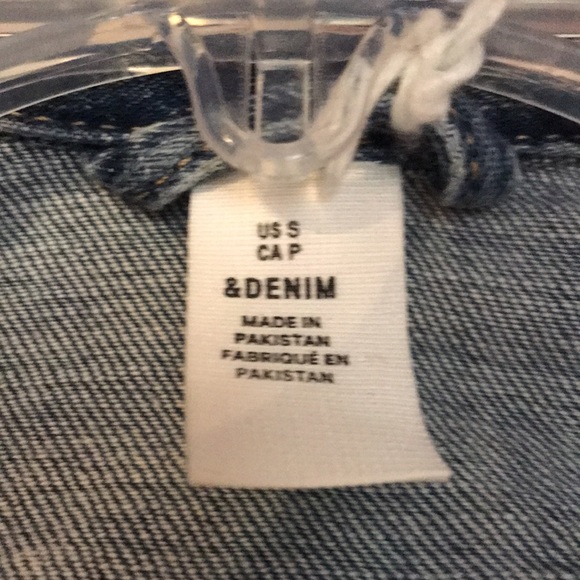 US S
CA P
&DENIM
MADE IN
PAKISTAN
FABRIQUÉ EN
PAKISTAN